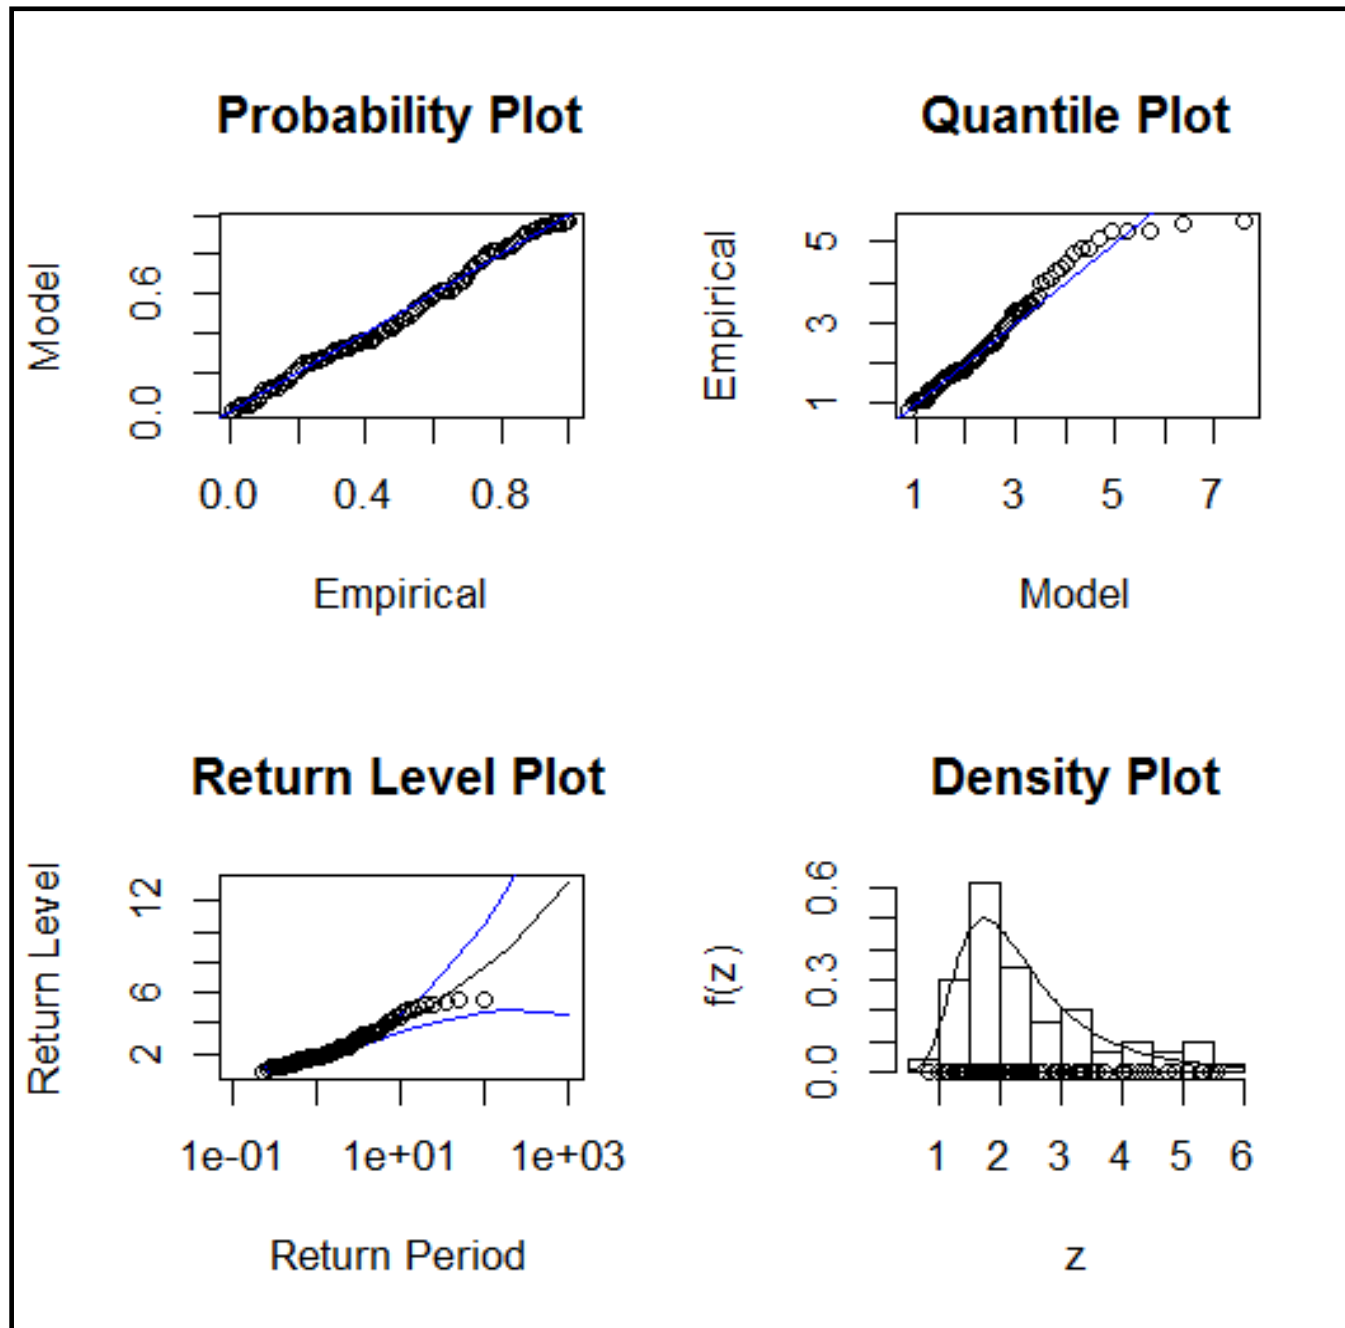 Probability Plot
Model
0.0 0.6
0.0 0.4 0.8
Empirical
Quantile Plot
Empirical
1 3 5
1 3 5 7
Model
Return Level Plot
Return Level
2 6 12
1e-01 1e+01 1e+03
Return Period
Density Plot
f(z)
0.0 0.3 0.6
1 2 3 4 5 6
z